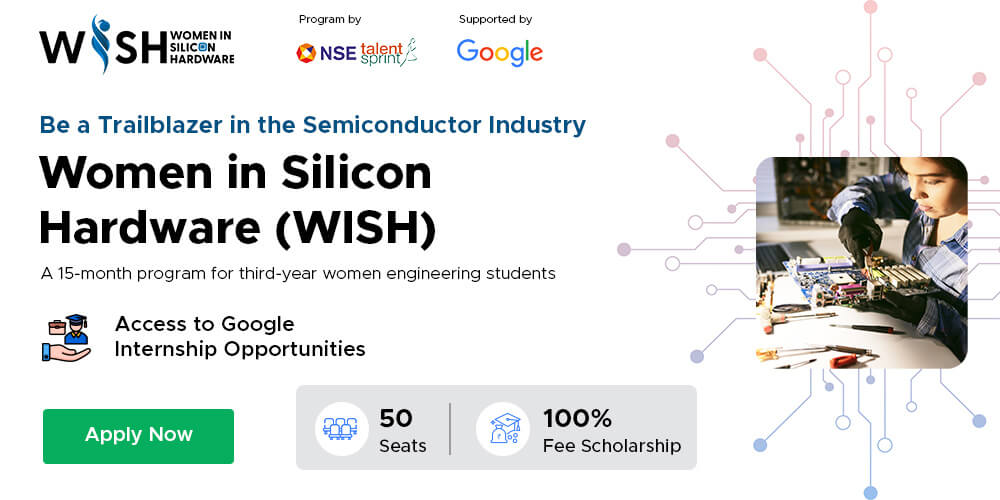 WISH WOMEN IN
SILICON
HARDWARE
Program by
NSE talent
sprint
Supported by
Google
Be a Trailblazer in the Semiconductor Industry
Women in Silicon
Hardware (WISH)
A 15-month program for third-year women engineering students
Access to Google
Internship Opportunities
Apply Now
50
Seats
100%
Fee Scholarship